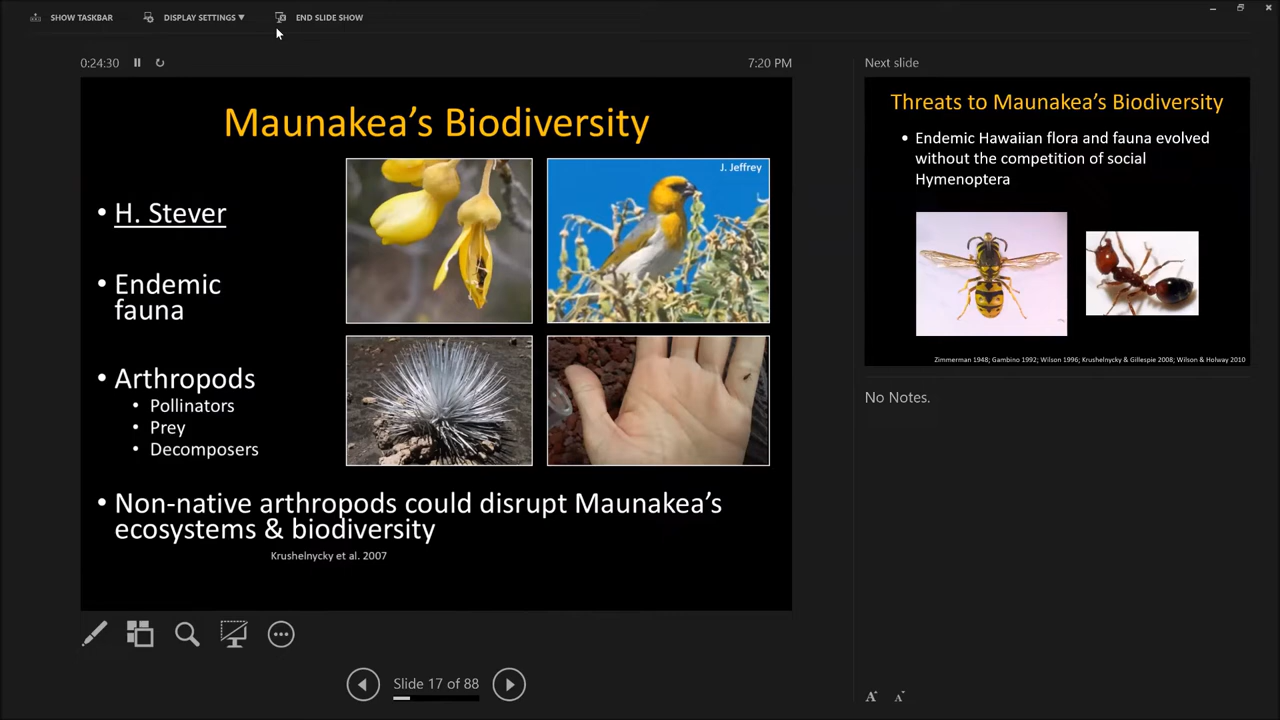 SHOW TASKBAR
DISPLAY SETTINGS ▼
END SLIDE SHOW
0:24:30
7:20 PM
Maunakea's Biodiversity
J. Jeffrey
• H. Stever
• Endemic
fauna
• Arthropods
• Pollinators
• Prey
• Decomposers
• Non-native arthropods could disrupt Maunakea's
ecosystems & biodiversity
Krushelnycky et al. 2007
Slide 17 of 88
Next slide
Threats to Maunakea's Biodiversity
• Endemic Hawaiian flora and fauna evolved
without the competition of social
Hymenoptera
Zimmerman 1948; Gambino 1992; Wilson 1996; Krushelnycky & Gillespie 2008; Wilson & Holway 2010
No Notes.
A A